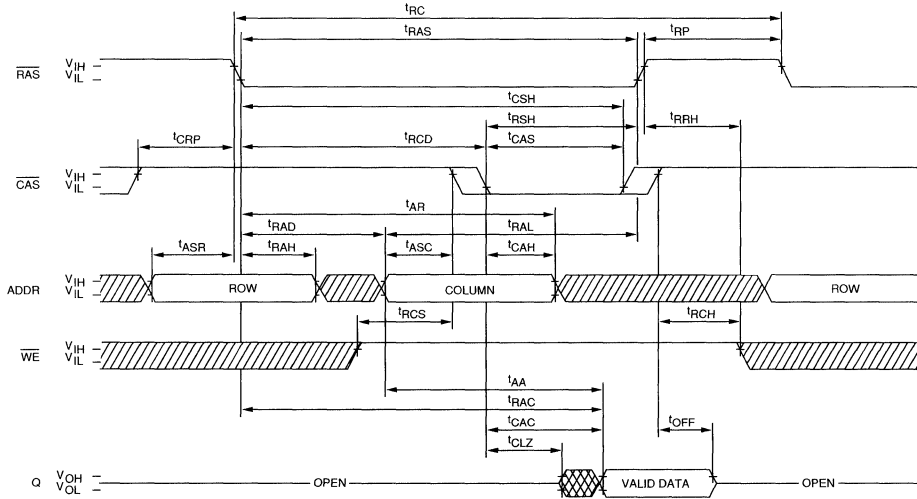 tRC
tRAS
tRP
RAS
VIH
VIL
tCSH
tRSH
tRRH
tCRP
tRCD
tCAS
CAS
VIH
VIL
tAR
tRAD
tRAL
tASR
tRAH
tASC
tCAH
ADDR
VIH
VIL
ROW
COLUMN
ROW
tRCS
tRCH
WE
VIH
VIL
tAA
tRAC
tCAC
tOFF
tCLZ
Q
VOH
VOL
OPEN
VALID DATA
OPEN